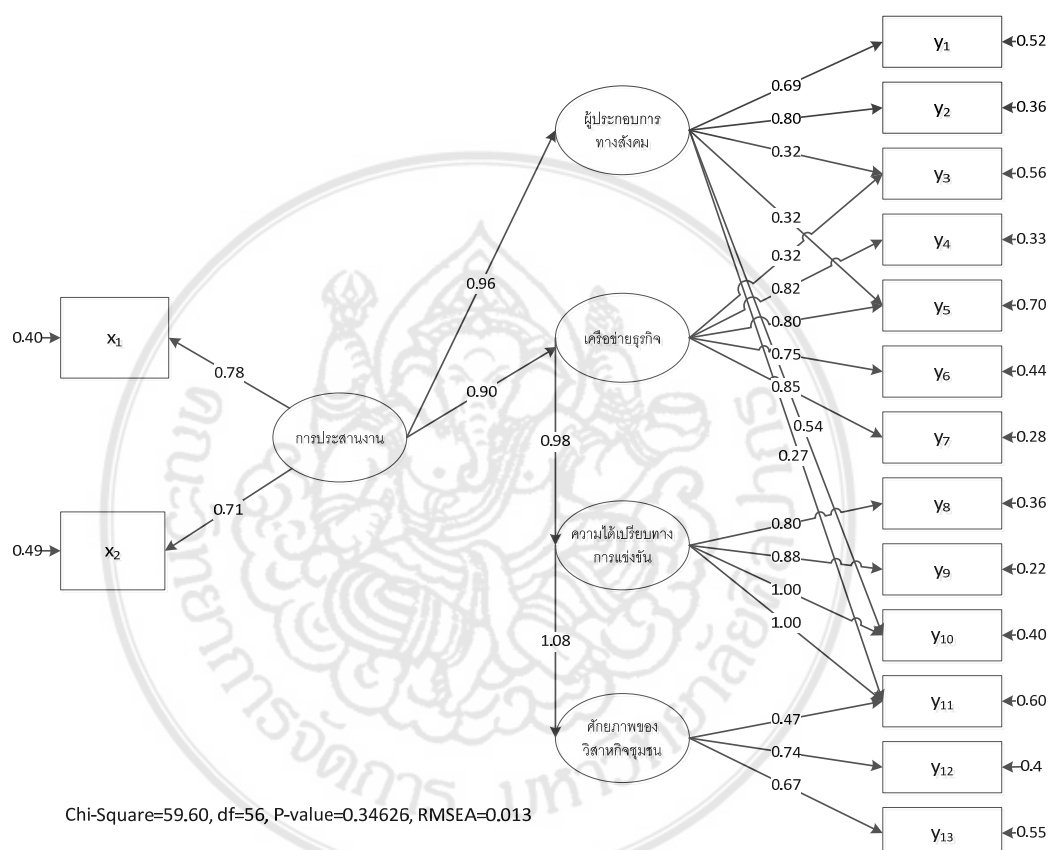 y1
0.52
0.69
ผู้ประกอบการ
ทางสังคม
0.80
y2
0.36
0.32
y3
0.56
0.32
0.32
y4
0.33
0.96
0.82
x1
0.40
เครือข่ายธุรกิจ
0.80
y5
0.70
0.78
0.90
0.75
y6
0.44
0.85
การประสานงาน
0.98
0.54
0.27
y7
0.28
0.71
x2
0.49
ความได้เปรียบทาง
การแข่งขัน
0.80
y8
0.36
0.88
y9
0.22
1.00
1.00
y10
0.40
1.08
ศักยภาพของ
วิสาหกิจชุมชน
0.47
y11
0.60
0.74
y12
0.4
0.67
y13
0.55
Chi-Square=59.60, df=56, P-value=0.34626, RMSEA=0.013